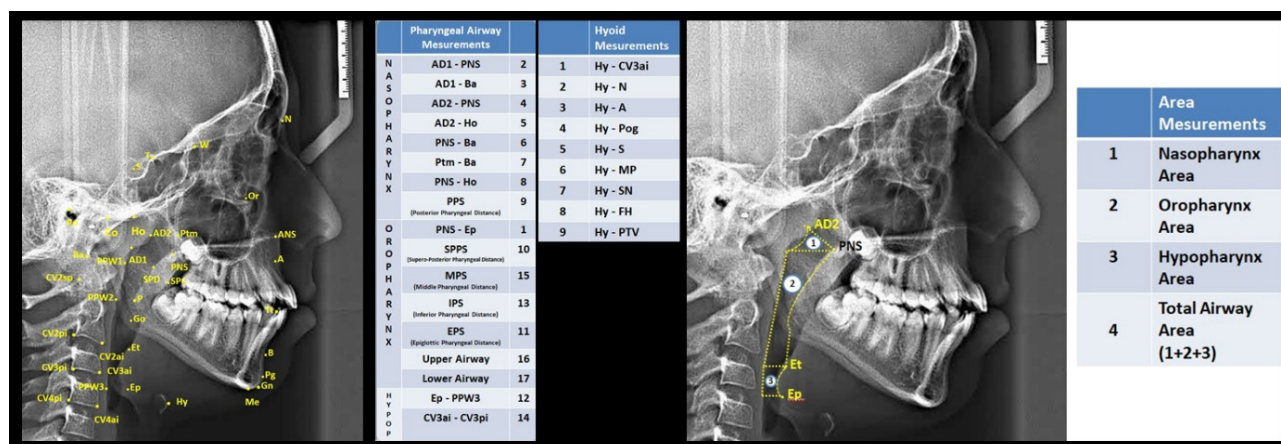 N
W
S
Or
Co
Ho
AD2
Ptm
ANS
Ba
PPW1
AD1
PNS
A
CV2sp
SPD
PPW2
P
Go
CV2pi
CV2ai
Et
B
CV3pi
CV3ai
Pg
PPW3
Ep
Gn
CV4pi
Hy
Me
CV4ai
Pharyngeal Airway
Mesurements
NASOPHARYNX
AD1 - PNS 2
AD1 - Ba 3
AD2 - PNS 4
AD2 - Ho 5
PNS - Ba 6
Ptm - Ba 7
PNS - Ho 8
PPS 9
(Posterior Pharyngeal Distance)
OROPHARYNX
PNS - Ep 1
SPPS 10
(Supero-Posterior Pharyngeal Distance)
MPS 15
(Middle Pharyngeal Distance)
IPS 13
(Inferior Pharyngeal Distance)
EPS 11
(Epiglottic Pharyngeal Distance)
Upper Airway 16
Lower Airway 17
HYPOP
Ep - PPW3 12
CV3ai - CV3pi 14
Hyoid
Mesurements
1 Hy - CV3ai
2 Hy - N
3 Hy - A
4 Hy - Pog
5 Hy - S
6 Hy - MP
7 Hy - SN
8 Hy - FH
9 Hy - PTV
AD2
1
PNS
2
Et
3
Ep
Area
Mesurements
1 Nasopharynx
Area
2 Oropharynx
Area
3 Hypopharynx
Area
4 Total Airway
Area
(1+2+3)